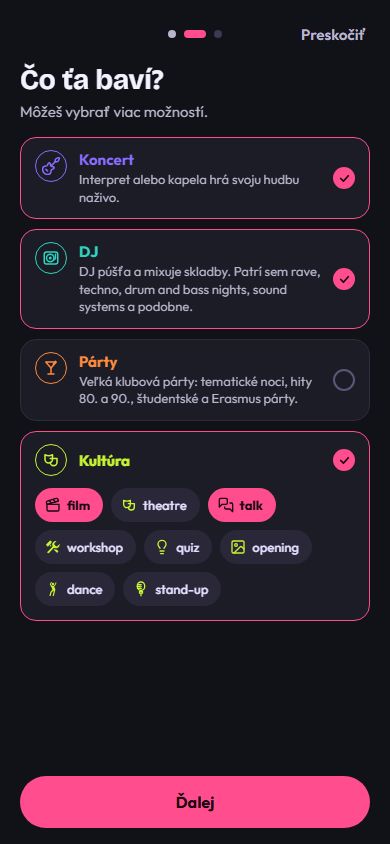 Preskočiť
Čo ťa baví?
Môžeš vybrať viac možností.
Koncert
Interpret alebo kapela hrá svoju hudbu
naživo.
DJ
DJ púšťa a mixuje skladby. Patrí sem rave,
techno, drum and bass nights, sound
systems a podobne.
Párty
Veľká klubová párty: tematické noci, hity
80. a 90., študentské a Erasmus párty.
Kultúra
film theatre talk
workshop quiz opening
dance stand-up
Ďalej